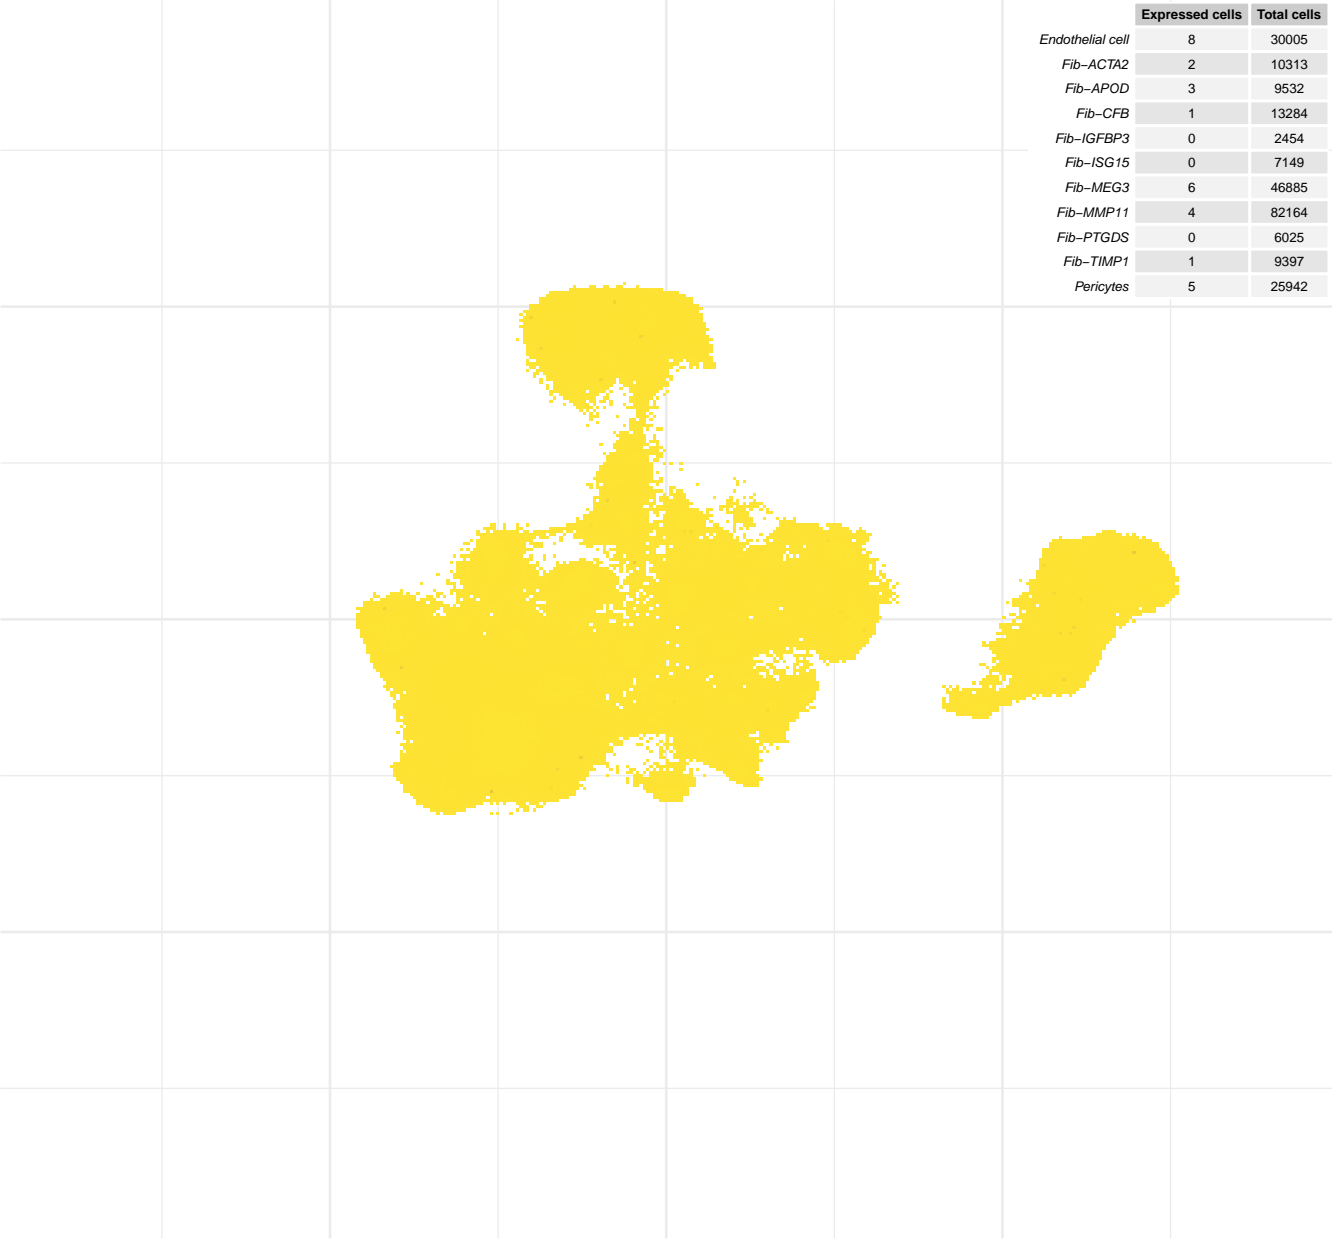 Expressed cells Total cells
Endothelial cell 8 30005
Fib−ACTA2 2 10313
Fib−APOD 3 9532
Fib−CFB 1 13284
Fib−IGFBP3 0 2454
Fib−ISG15 0 7149
Fib−MEG3 6 46885
Fib−MMP11 4 82164
Fib−PTGDS 0 6025
Fib−TIMP1 1 9397
Pericytes 5 25942